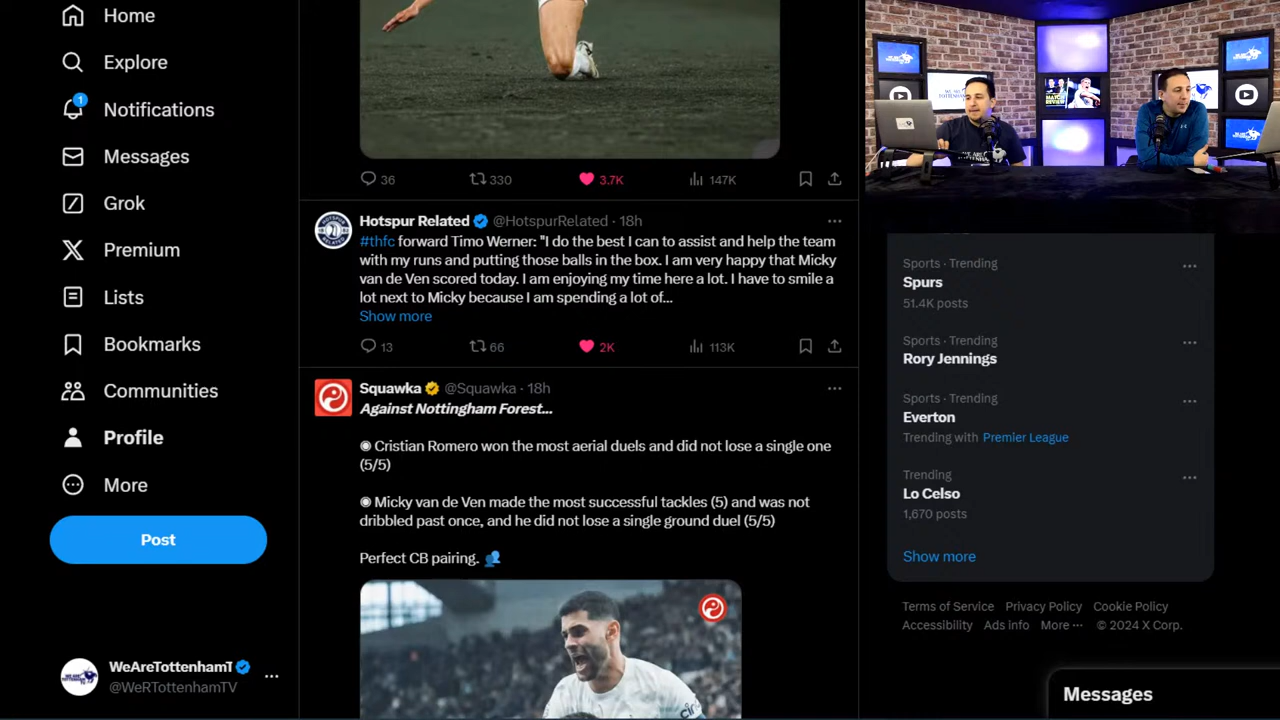 Home
Explore
1
Notifications
Messages
Grok
Premium
Lists
Bookmarks
Communities
Profile
More
Post
WeAreTottenhamT
@WeRTottenhamTV
36
330
3.7K
147K
Hotspur Related @HotspurRelated · 18h
#thfc forward Timo Werner: "I do the best I can to assist and help the team
with my runs and putting those balls in the box. I am very happy that Micky
van de Ven scored today. I am enjoying my time here a lot. I have to smile a
lot next to Micky because I am spending a lot of...
Show more
13
66
2K
113K
Squawka @Squawka · 18h
Against Nottingham Forest...
◉ Cristian Romero won the most aerial duels and did not lose a single one
(5/5)
◉ Micky van de Ven made the most successful tackles (5) and was not
dribbled past once, and he did not lose a single ground duel (5/5)
Perfect CB pairing.
Sports · Trending
Spurs
51.4K posts
Sports · Trending
Rory Jennings
Sports · Trending
Everton
Trending with Premier League
Trending
Lo Celso
1,670 posts
Show more
Terms of Service Privacy Policy Cookie Policy
Accessibility Ads info More ··· © 2024 X Corp.
Messages